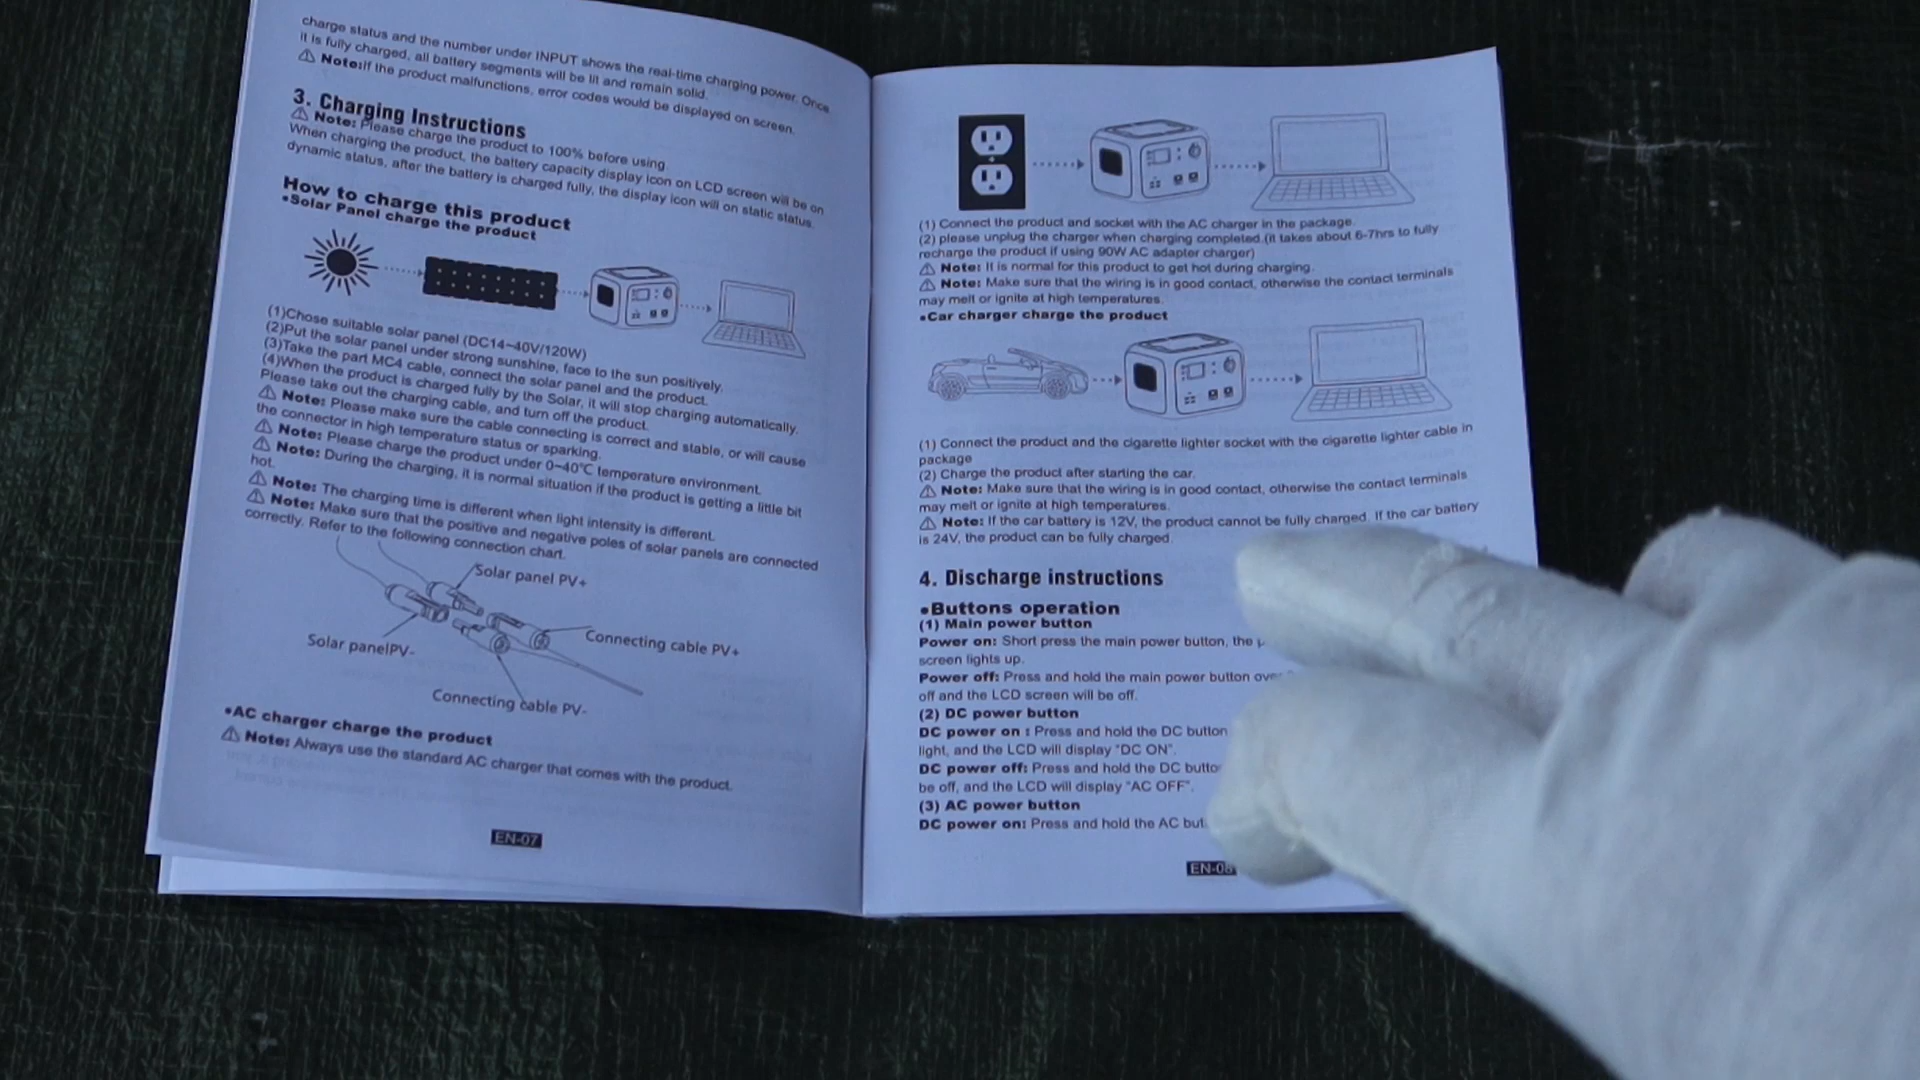 charge status and the number under INPUT shows the real-time charging power. Once
it is fully charged, all battery segments will be lit and remain solid.
Note:If the product malfunctions, error codes would be displayed on screen.
3. Charging Instructions
Note: Please charge the product to 100% before using
When charging the product, the battery capacity display icon on LCD screen will be on
dynamic status, after the battery is charged fully, the display icon will on static status.
How to charge this product
•Solar Panel charge the product
(1)Chose suitable solar panel (DC14~40V/120W)
(2)Put the solar panel under strong sunshine, face to the sun positively.
(3)Take the part MC4 cable, connect the solar panel and the product.
(4)When the product is charged fully by the Solar, it will stop charging automatically.
Please take out the charging cable, and turn off the product.
Note: Please make sure the cable connecting is correct and stable, or will cause
the connector in high temperature status or sparking.
Note: Please charge the product under 0~40°C temperature environment.
Note: During the charging, it is normal situation if the product is getting a little bit
hot.
Note: The charging time is different when light intensity is different.
Note: Make sure that the positive and negative poles of solar panels are connected
correctly. Refer to the following connection chart.
Solar panel PV+
Solar panelPV-
Connecting cable PV+
Connecting cable PV-
•AC charger charge the product
Note: Always use the standard AC charger that comes with the product.
EN-07
(1) Connect the product and socket with the AC charger in the package.
(2) please unplug the charger when charging completed.(it takes about 6-7hrs to fully
recharge the product if using 90W AC adapter charger)
Note: It is normal for this product to get hot during charging.
Note: Make sure that the wiring is in good contact, otherwise the contact terminals
may melt or ignite at high temperatures.
•Car charger charge the product
(1) Connect the product and the cigarette lighter socket with the cigarette lighter cable in
package
(2) Charge the product after starting the car.
Note: Make sure that the wiring is in good contact, otherwise the contact terminals
may melt or ignite at high temperatures.
Note: If the car battery is 12V, the product cannot be fully charged. If the car battery
is 24V, the product can be fully charged.
4. Discharge instructions
•Buttons operation
(1) Main power button
Power on: Short press the main power button, the
screen lights up.
Power off: Press and hold the main power button
off and the LCD screen will be off.
(2) DC power button
DC power on : Press and hold the DC button
light, and the LCD will display "DC ON".
DC power off: Press and hold the DC
be off, and the LCD will display "AC OFF".
(3) AC power button
DC power on: Press and hold the AC
EN-08